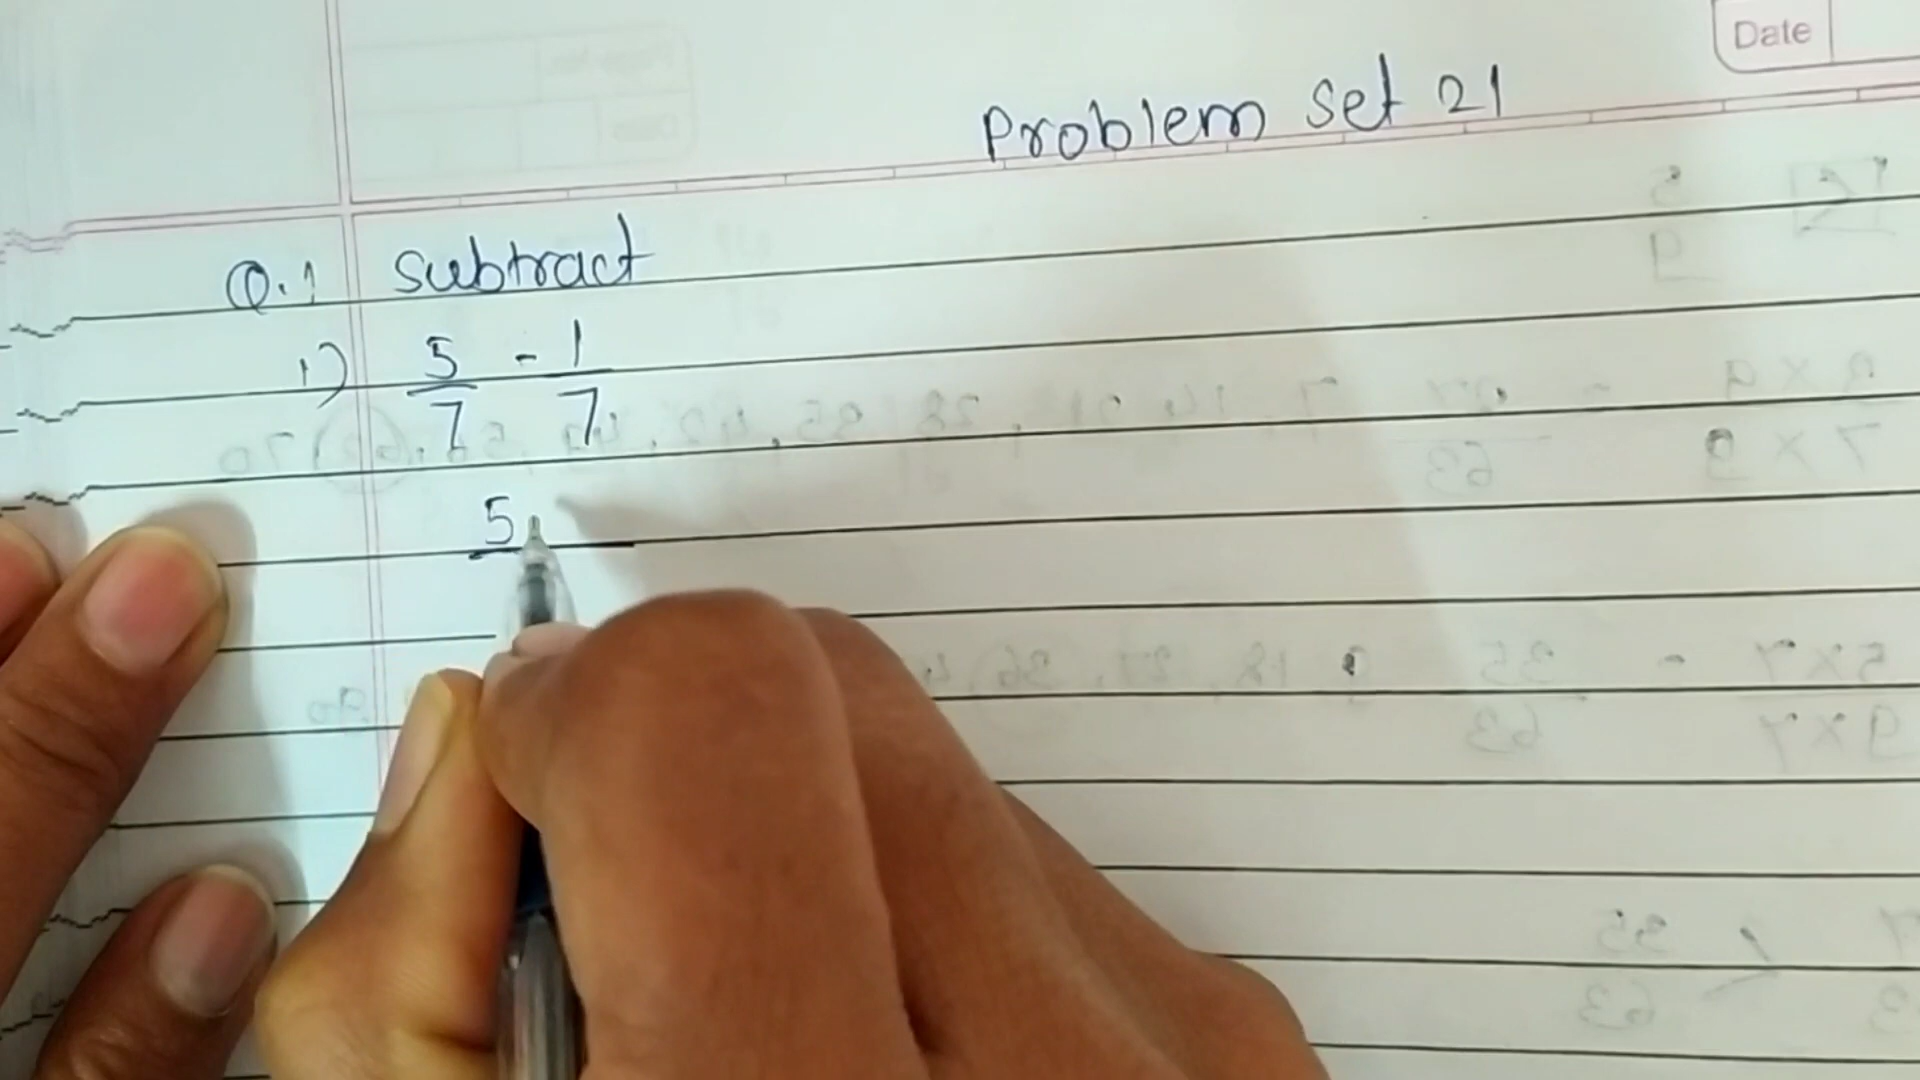 Date
Problem Set 21
Q.1 Subtract
1) 5/7 - 1/7
5